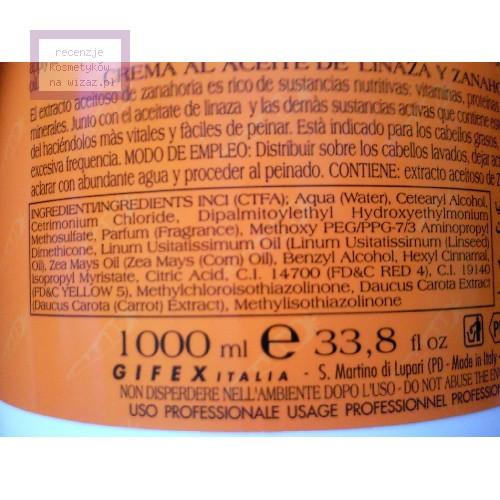 recenzje
kosmetyków
na wizaz.pl
CREMA AL ACEITE DE LINAZA Y ZANAHO
El extracto aceitoso de zanahoria es rico de sustancias nutritivas: vitaminas, proteína
minerales. Junto con el aceitate de linaza y las demàs sustancias activas que contiene es
del haciéndolos màs vitales y fàciles de peinar. Està indicado para los cabellos grasos,
excesiva frequencia. MODO DE EMPLEO: Distribuir sobre los cabellos lavados, dejar a
aclarar con abundante agua y proceder al peinado. CONTIENE: extracto aceitoso de z
INGREDIENTI/INGREDIENTS INCI (CTFA): Aqua (Water), Cetearyl Alcohol,
Cetrimonium Chloride, Dipalmitoylethyl Hydroxyethylmonium
Methosulfate, Parfum (Fragrance), Methoxy PEG/PPG-7/3 Aminopropyl
Dimethicone, Linum Usitatissimum Oil (Linum Usitatissimum (Linseed)
Oil), Zea Mays Oil (Zea Mays (Corn) Oil), Benzyl Alcohol, Hexyl Cinnamal,
Isopropyl Myristate, Citric Acid, C.I. 14700 (FD&C RED 4), C.I. 19140
(FD&C YELLOW 5), Methylchloroisothiazolinone, Daucus Carota Extract
(Daucus Carota (Carrot) Extract), Methylisothiazolinone
1000 ml e 33,8 fl oz
GIFEX ITALIA - S. Martino di Lupari (PD) - Made in Italy
NON DISPERDERE NELL'AMBIENTE DOPO L'USO - DO NOT ABUSE THE EN
USO PROFESSIONALE USAGE PROFESSIONNEL PROFESSION